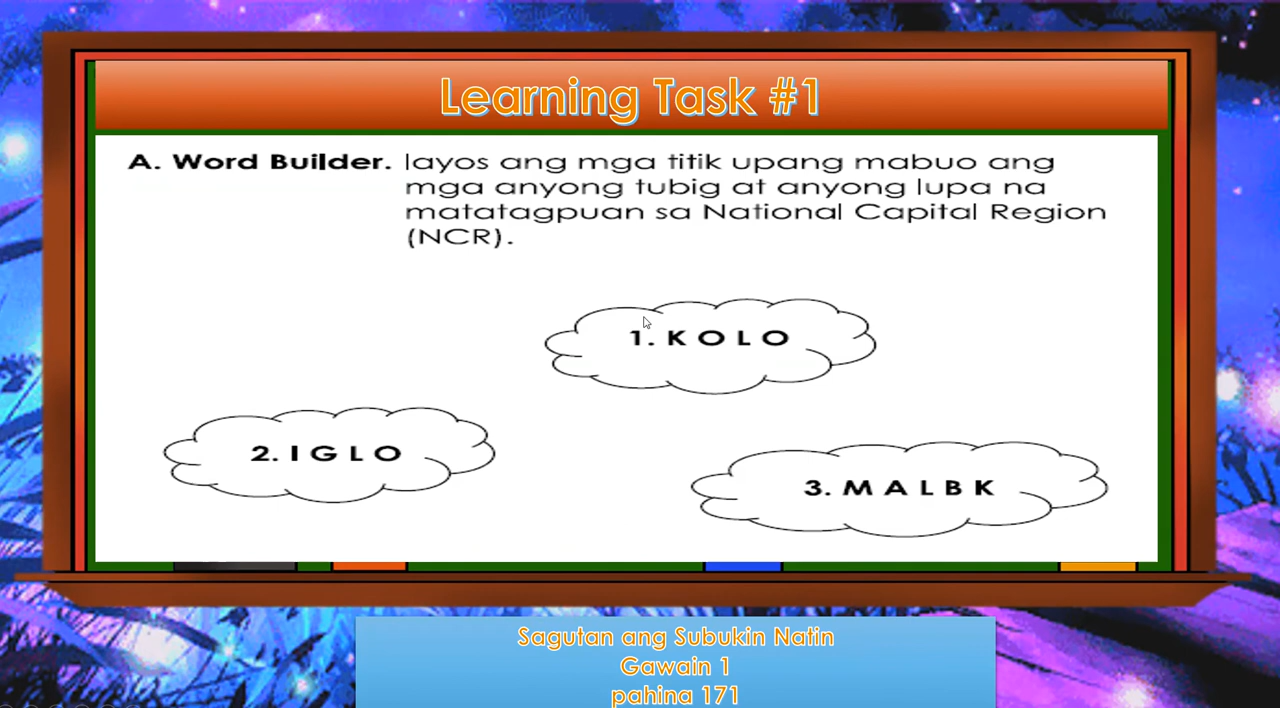 Learning Task #1
A. Word Builder. Iayos ang mga titik upang mabuo ang
mga anyong tubig at anyong lupa na
matatagpuan sa National Capital Region
(NCR).
1. K O L O
2. I G L O
3. M A L B K
Sagutan ang Subukin Natin
Gawain 1
pahina 171